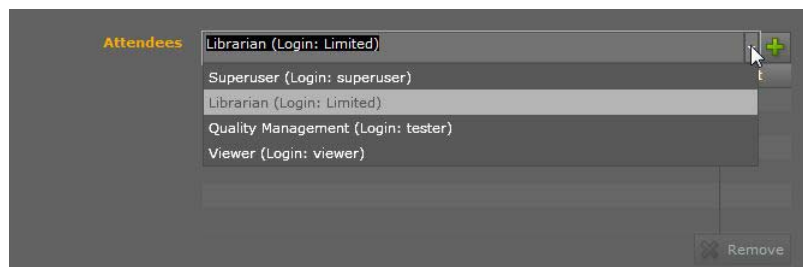 Attendees
Librarian (Login: Limited)
Superuser (Login: superuser)
Librarian (Login: Limited)
Quality Management (Login: tester)
Viewer (Login: viewer)
Remove